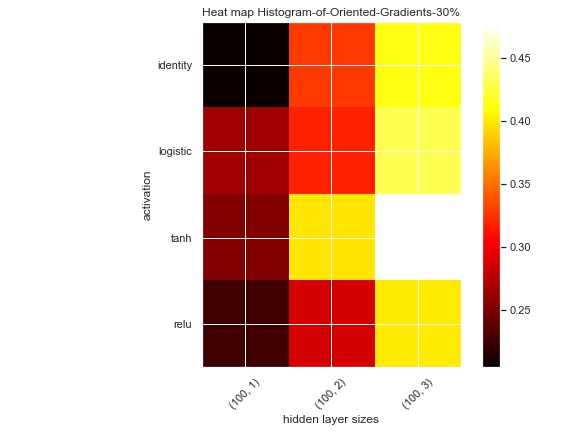 Heat map Histogram-of-Oriented-Gradients-30%
identity
logistic
tanh
relu
activation
(100, 1)
(100, 2)
(100, 3)
hidden layer sizes
0.45
0.40
0.35
0.30
0.25